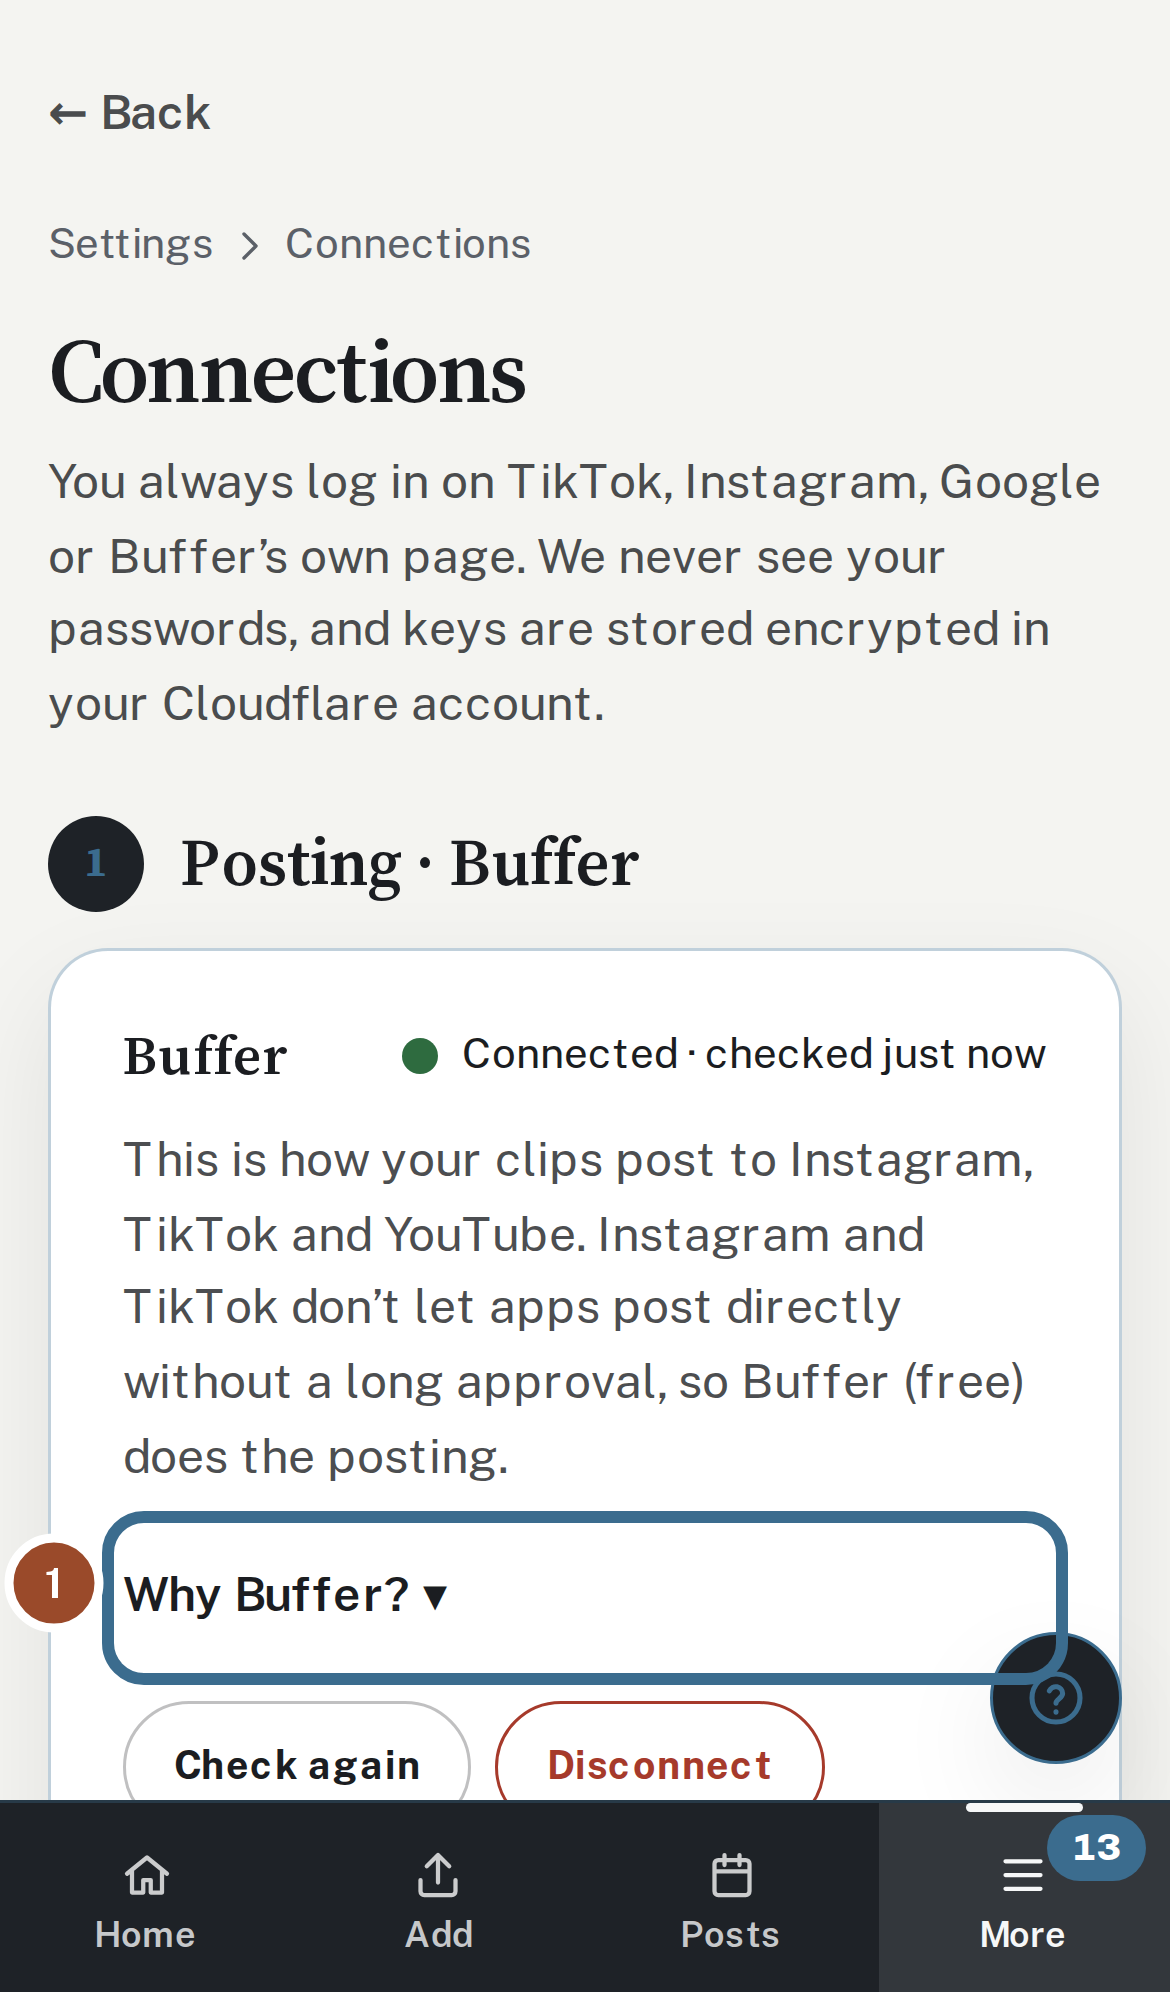 ← Back
Settings > Connections
Connections
You always log in on TikTok, Instagram, Google
or Buffer’s own page. We never see your
passwords, and keys are stored encrypted in
your Cloudflare account.
1 Posting · Buffer
Buffer Connected · checked just now
This is how your clips post to Instagram,
TikTok and YouTube. Instagram and
TikTok don’t let apps post directly
without a long approval, so Buffer (free)
does the posting.
1 Why Buffer? ▾
?
Check again Disconnect
13
Home Add Posts More